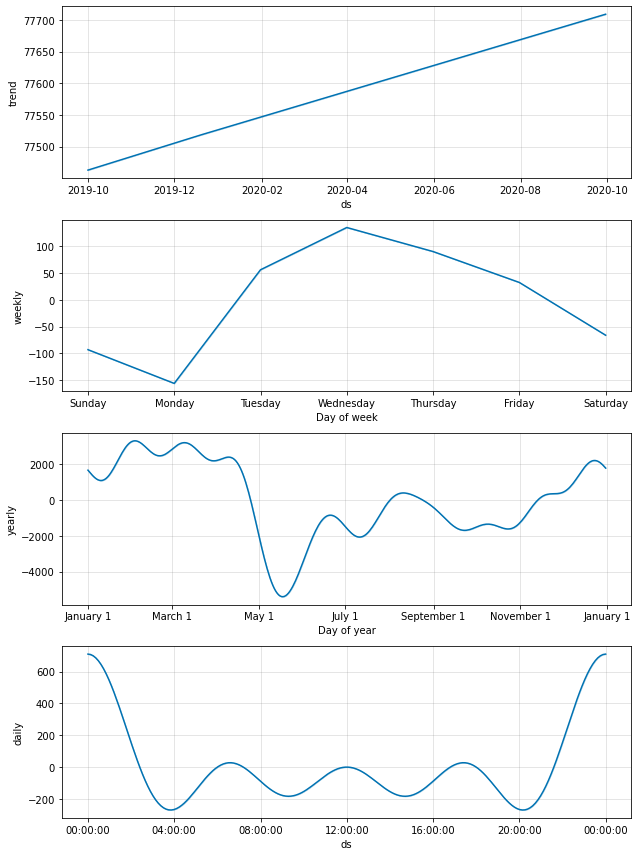 77700
77650
77600
77550
77500
trend
2019-10 2019-12 2020-02 2020-04 2020-06 2020-08 2020-10
ds
100
50
0
−50
−100
−150
weekly
Sunday Monday Tuesday Wednesday Thursday Friday Saturday
Day of week
2000
0
−2000
−4000
yearly
January 1 March 1 May 1 July 1 September 1 November 1 January 1
Day of year
600
400
200
0
−200
daily
00:00:00 04:00:00 08:00:00 12:00:00 16:00:00 20:00:00 00:00:00
ds